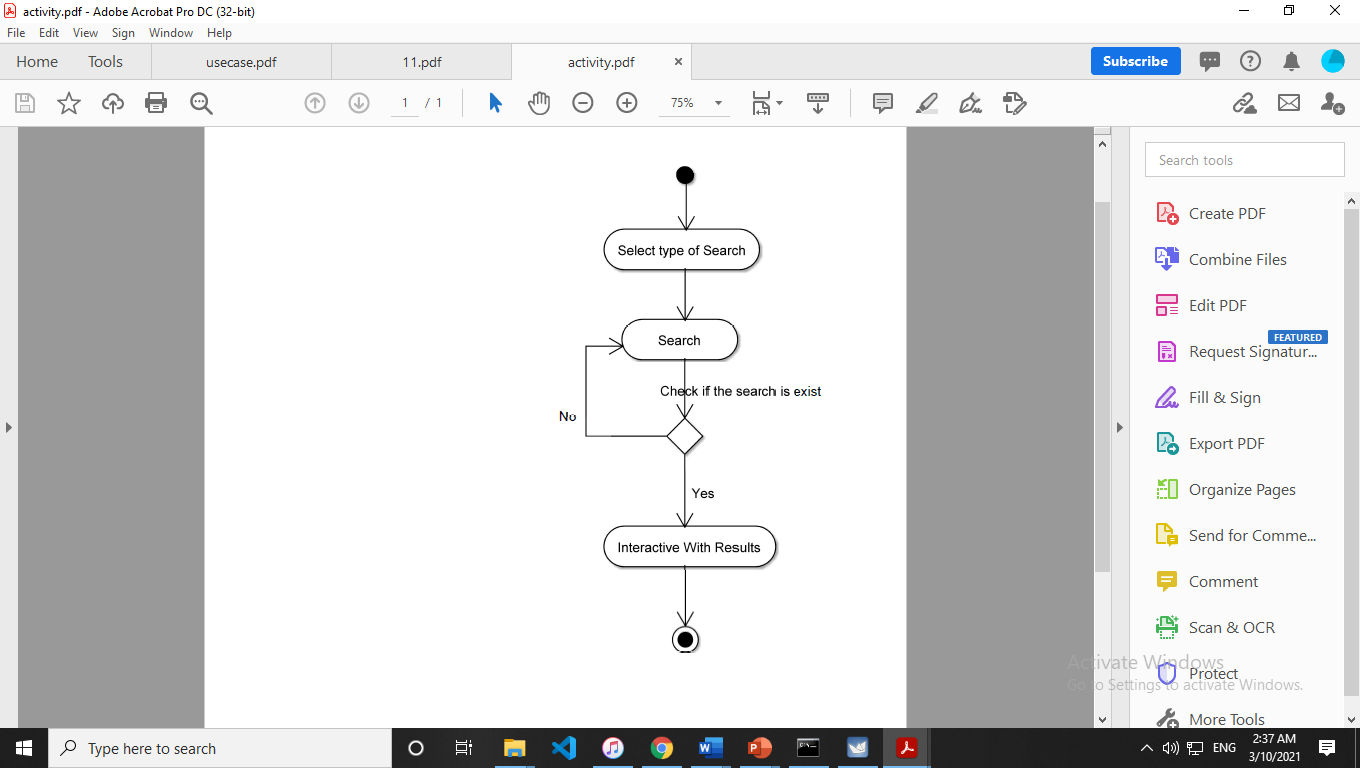 activity.pdf - Adobe Acrobat Pro DC (32-bit)
File Edit View Sign Window Help
Home Tools usecase.pdf 11.pdf activity.pdf × Subscribe
1 / 1 75%
Select type of Search
Search
Check if the search is exist
No
Yes
Interactive With Results
Search tools
Create PDF
Combine Files
Edit PDF
FEATURED
Request Signatur...
Fill & Sign
Export PDF
Organize Pages
Send for Comme...
Comment
Scan & OCR
Protect
More Tools
Activate Windows
Go to Settings to activate Windows.
Type here to search
ENG
2:37 AM
3/10/2021